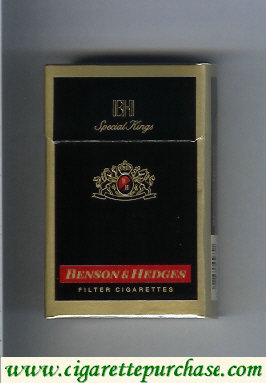 BH
Special Kings
BENSON & HEDGES
FILTER CIGARETTES
www.cigarettepurchase.com